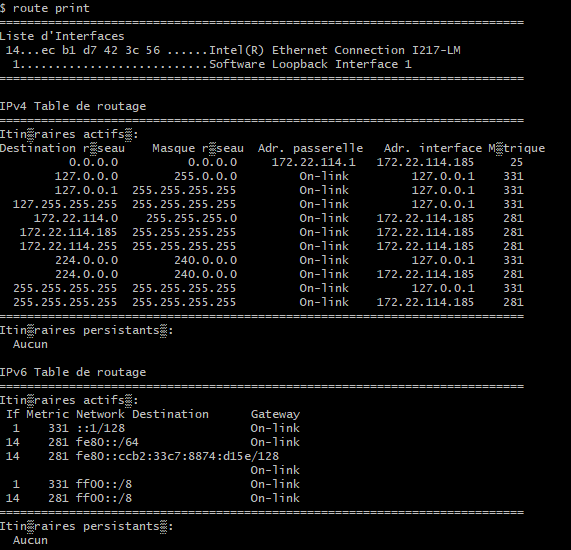 $ route print
===========================================================================
Liste d'Interfaces
 14...ec b1 d7 42 3c 56 ......Intel(R) Ethernet Connection I217-LM
  1...........................Software Loopback Interface 1
===========================================================================
IPv4 Table de routage
===========================================================================
Itin▒raires actifs▒:
Destination r▒seau    Masque r▒seau  Adr. passerelle   Adr. interface M▒trique
          0.0.0.0          0.0.0.0     172.22.114.1   172.22.114.185     25
        127.0.0.0        255.0.0.0         On-link         127.0.0.1    331
        127.0.0.1  255.255.255.255         On-link         127.0.0.1    331
  127.255.255.255  255.255.255.255         On-link         127.0.0.1    331
     172.22.114.0    255.255.255.0         On-link    172.22.114.185    281
   172.22.114.185  255.255.255.255         On-link    172.22.114.185    281
   172.22.114.255  255.255.255.255         On-link    172.22.114.185    281
        224.0.0.0        240.0.0.0         On-link         127.0.0.1    331
        224.0.0.0        240.0.0.0         On-link    172.22.114.185    281
  255.255.255.255  255.255.255.255         On-link         127.0.0.1    331
  255.255.255.255  255.255.255.255         On-link    172.22.114.185    281
===========================================================================
Itin▒raires persistants▒:
  Aucun
IPv6 Table de routage
===========================================================================
Itin▒raires actifs▒:
 If Metric Network Destination      Gateway
  1    331 ::1/128                  On-link
 14    281 fe80::/64                On-link
 14    281 fe80::ccb2:33c7:8874:d15e/128
                                    On-link
  1    331 ff00::/8                 On-link
 14    281 ff00::/8                 On-link
===========================================================================
Itin▒raires persistants▒:
  Aucun